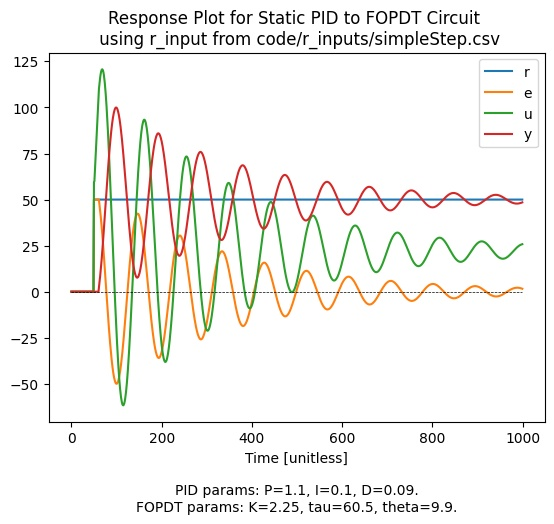 Response Plot for Static PID to FOPDT Circuit
using r_input from code/r_inputs/simpleStep.csv
125
100
75
50
25
0
−25
−50
r
e
u
y
0
200
400
600
800
1000
Time [unitless]
PID params: P=1.1, I=0.1, D=0.09.
FOPDT params: K=2.25, tau=60.5, theta=9.9.